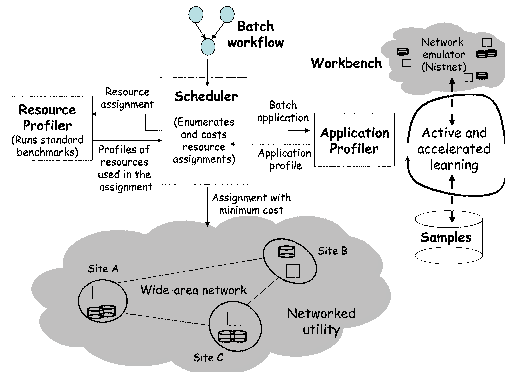 Batch
workflow
Network
emulator
(Nistnet)
Workbench
Resource
assignment
Scheduler
(Enumerates
and costs
resource
assignments)
Batch
application
Resource
Profiler
(Runs standard
benchmarks)
Application
Profiler
Active and
accelerated
learning
Profiles of
resources
used in the
assignment
Application
profile
Assignment with
minimum cost
Samples
Site B
Site A
Wide-area network
Networked
utility
Site C